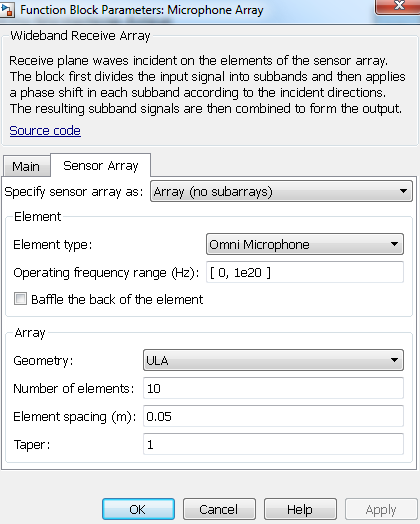 Function Block Parameters: Microphone Array
Wideband Receive Array
Receive plane waves incident on the elements of the sensor array.
The block first divides the input signal into subbands and then applies
a phase shift in each subband according to the incident directions.
The resulting subband signals are then combined to form the output.
Source code
Main Sensor Array
Specify sensor array as: Array (no subarrays)
Element
Element type: Omni Microphone
Operating frequency range (Hz): [ 0, 1e20 ]
Baffle the back of the element
Array
Geometry: ULA
Number of elements: 10
Element spacing (m): 0.05
Taper: 1
OK Cancel Help Apply